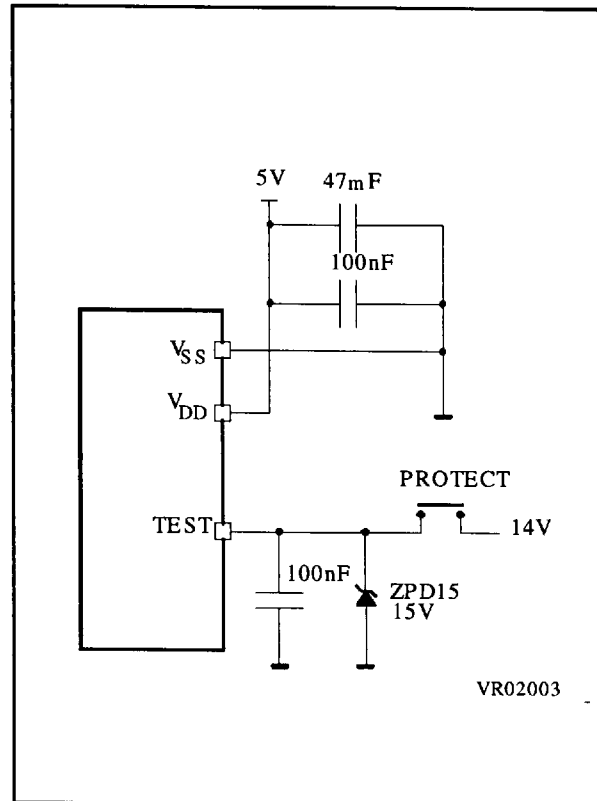 5V 47mF
100nF
VSS
VDD
PROTECT
TEST 14V
100nF ZPD15
15V
VR02003